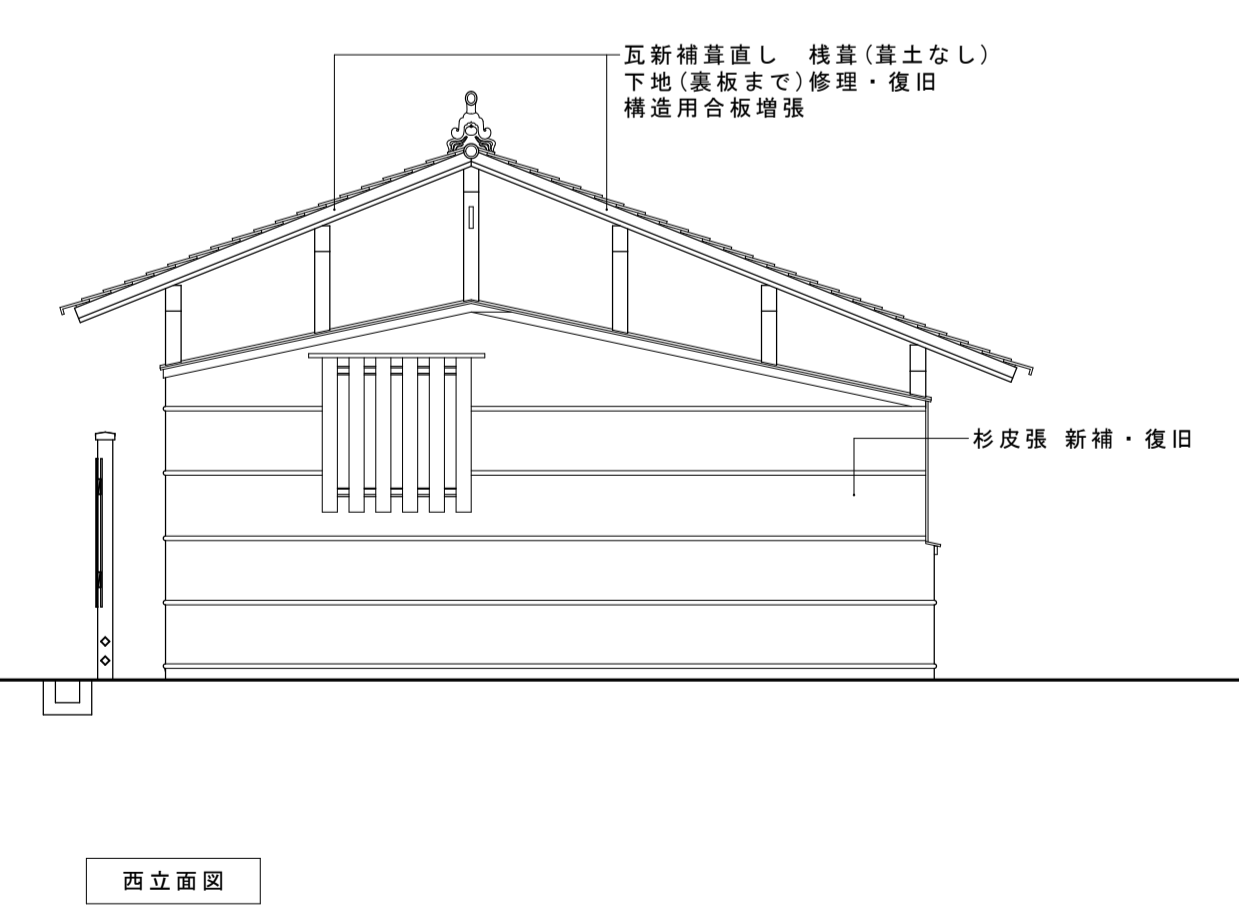 瓦新補葺直し　桟葺(葺土なし)
下地(裏板まで)修理・復旧
構造用合板増張
杉皮張 新補・復旧
西立面図